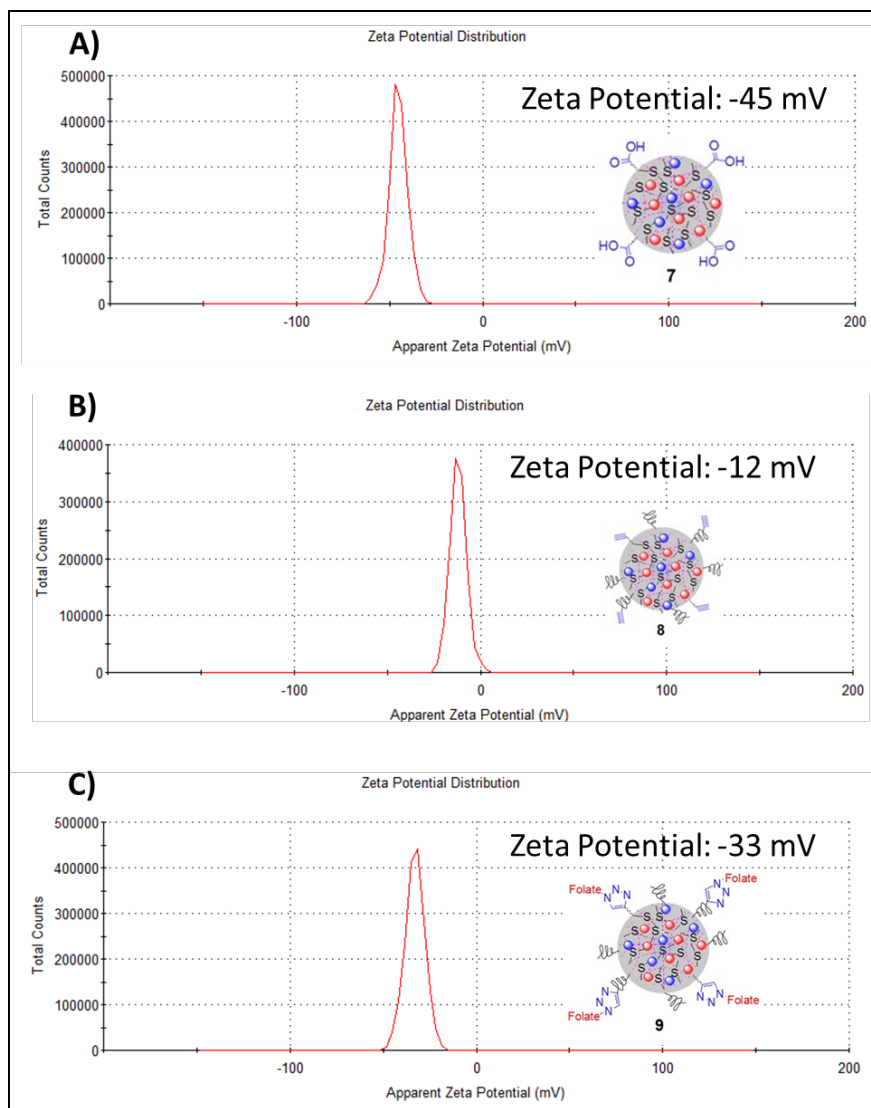 A)
Zeta Potential Distribution
Zeta Potential: -45 mV
Total Counts
500000
400000
300000
200000
100000
0
-100 0 100 200
Apparent Zeta Potential (mV)
O OH
O OH
HO O
O HO
S S S S S S S S S S S
7
B)
Zeta Potential Distribution
Zeta Potential: -12 mV
Total Counts
400000
300000
200000
100000
0
-100 0 100 200
Apparent Zeta Potential (mV)
S S S S S S S S S S S
8
C)
Zeta Potential Distribution
Zeta Potential: -33 mV
Total Counts
500000
400000
300000
200000
100000
0
-100 0 100 200
Apparent Zeta Potential (mV)
Folate N N N
Folate N N N
Folate N N N
N N N Folate
S S S S S S S S S S S
9